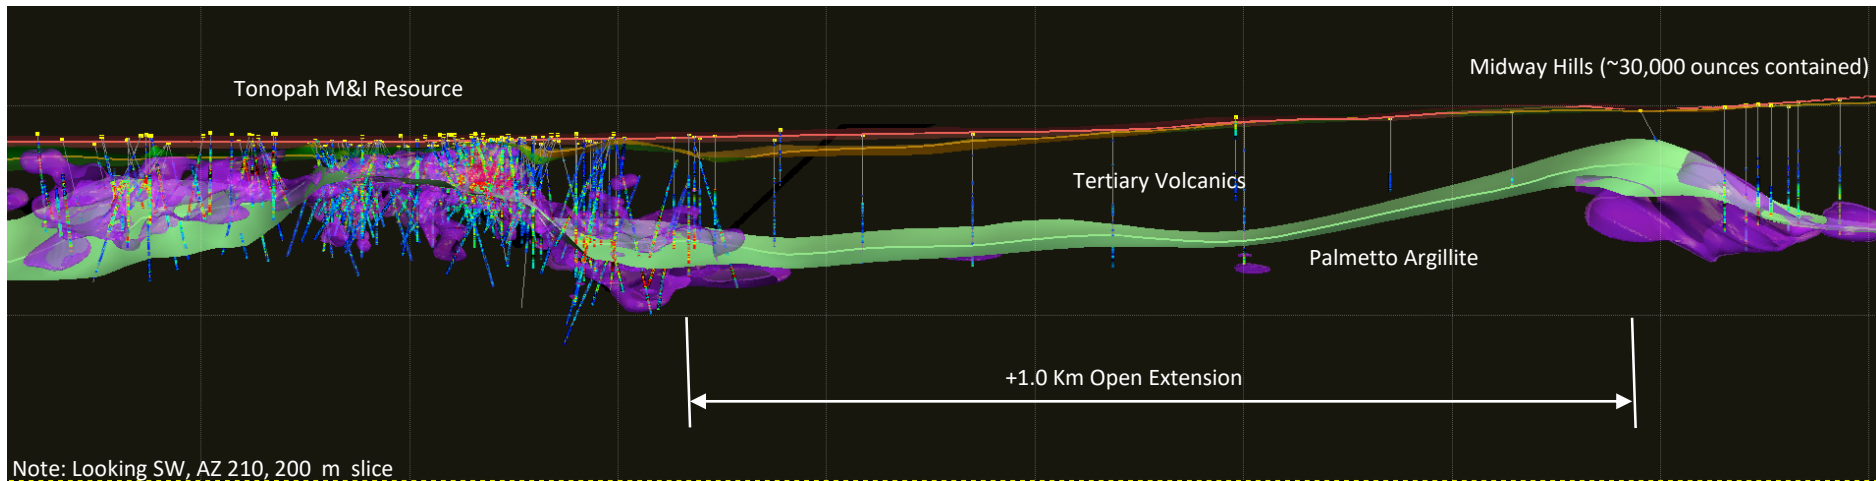 Midway Hills (~30,000 ounces contained)
Tonopah M&I Resource
Tertiary Volcanics
Palmetto Argillite
+1.0 Km Open Extension
Note: Looking SW, AZ 210, 200 m slice